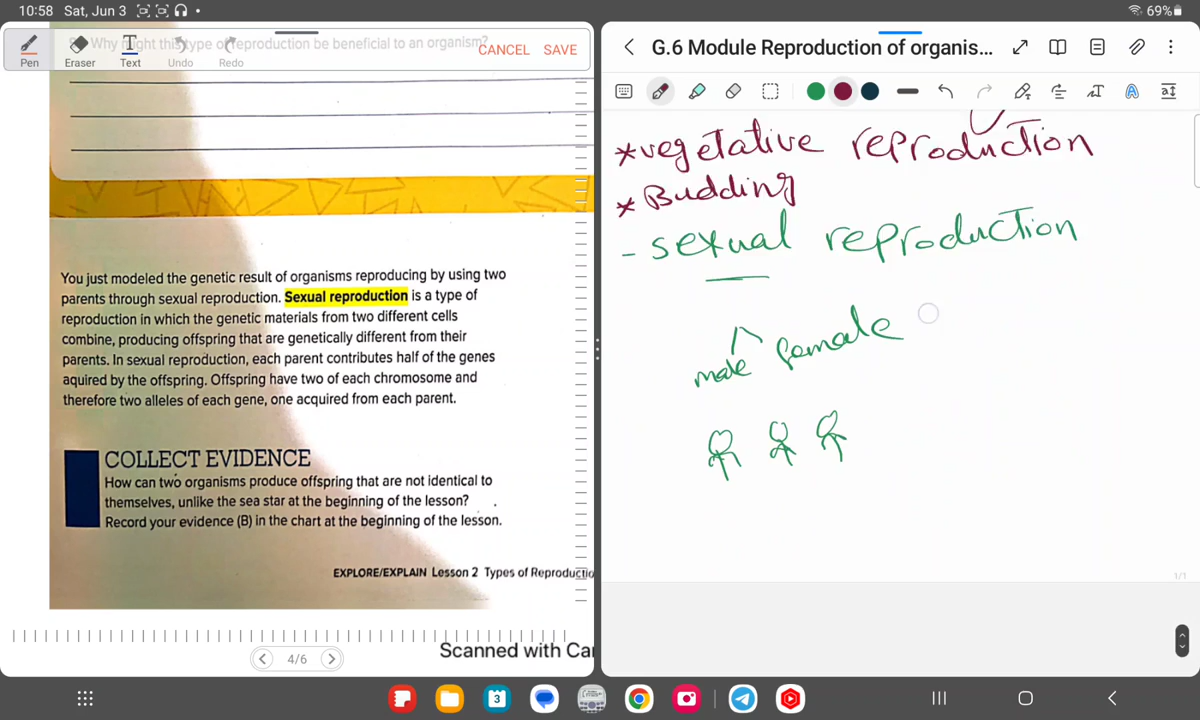 10:58 Sat, Jun 3
69%
8. Why might this type of reproduction be beneficial to an organism?
CANCEL SAVE
Pen Eraser Text Undo Redo
You just modeled the genetic result of organisms reproducing by using two
parents through sexual reproduction. Sexual reproduction is a type of
reproduction in which the genetic materials from two different cells
combine, producing offspring that are genetically different from their
parents. In sexual reproduction, each parent contributes half of the genes
aquired by the offspring. Offspring have two of each chromosome and
therefore two alleles of each gene, one acquired from each parent.
COLLECT EVIDENCE
How can two organisms produce offspring that are not identical to
themselves, unlike the sea star at the beginning of the lesson?
Record your evidence (B) in the chart at the beginning of the lesson.
EXPLORE/EXPLAIN Lesson 2 Types of Reproductio
4/6
Scanned with Ca
G.6 Module Reproduction of organis...
*vegetative reproduction
*Budding
- sexual reproduction
male female
1/1
3